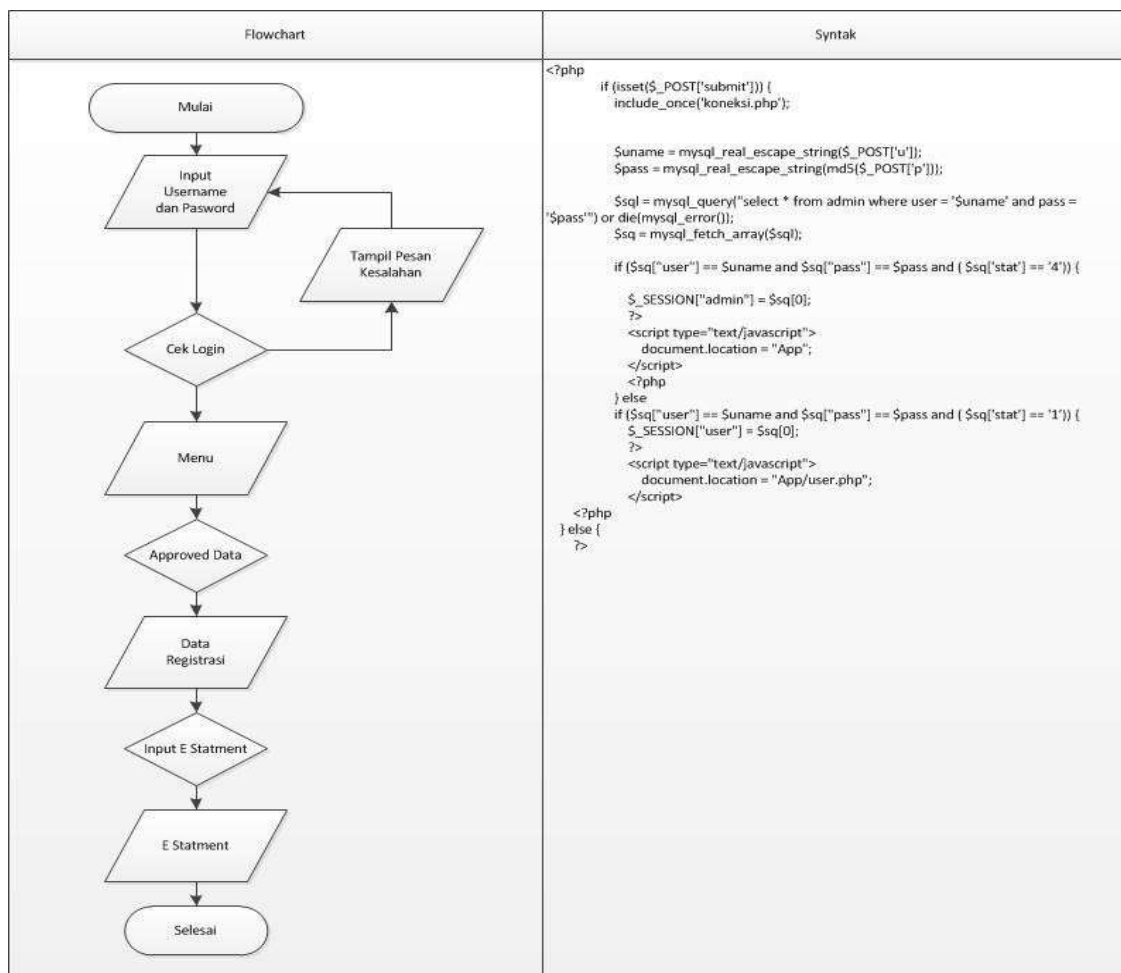 Flowchart
Syntak
Mulai
Input
Username
dan Pasword
Tampil Pesan
Kesalahan
Cek Login
Menu
Approved Data
Data
Registrasi
Input E Statment
E Statment
Selesai
<?php
if (isset($_POST['submit'])) {
include_once('koneksi.php');
$uname = mysql_real_escape_string($_POST['u']);
$pass = mysql_real_escape_string(md5($_POST['p']));
$sql = mysql_query("select * from admin where user = '$uname' and pass =
'$pass'") or die(mysql_error());
$sq = mysql_fetch_array($sql);
if ($sq["user"] == $uname and $sq["pass"] == $pass and ( $sq['stat'] == '4')) {
$_SESSION["admin"] = $sq[0];
?>
<script type="text/javascript">
document.location = "App";
</script>
<?php
} else
if ($sq["user"] == $uname and $sq["pass"] == $pass and ( $sq['stat'] == '1')) {
$_SESSION["user"] = $sq[0];
?>
<script type="text/javascript">
document.location = "App/user.php";
</script>
<?php
} else {
?>